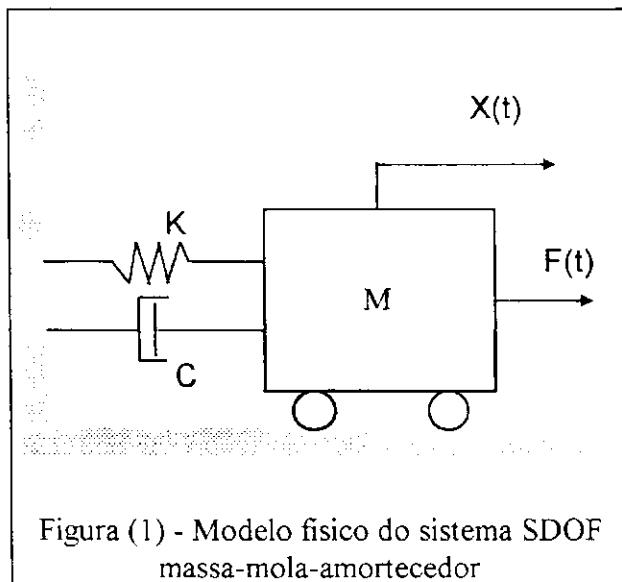 X(t)
K
F(t)
M
C
Figura (1) - Modelo fisico do sistema SDOF
massa-mola-amortecedor